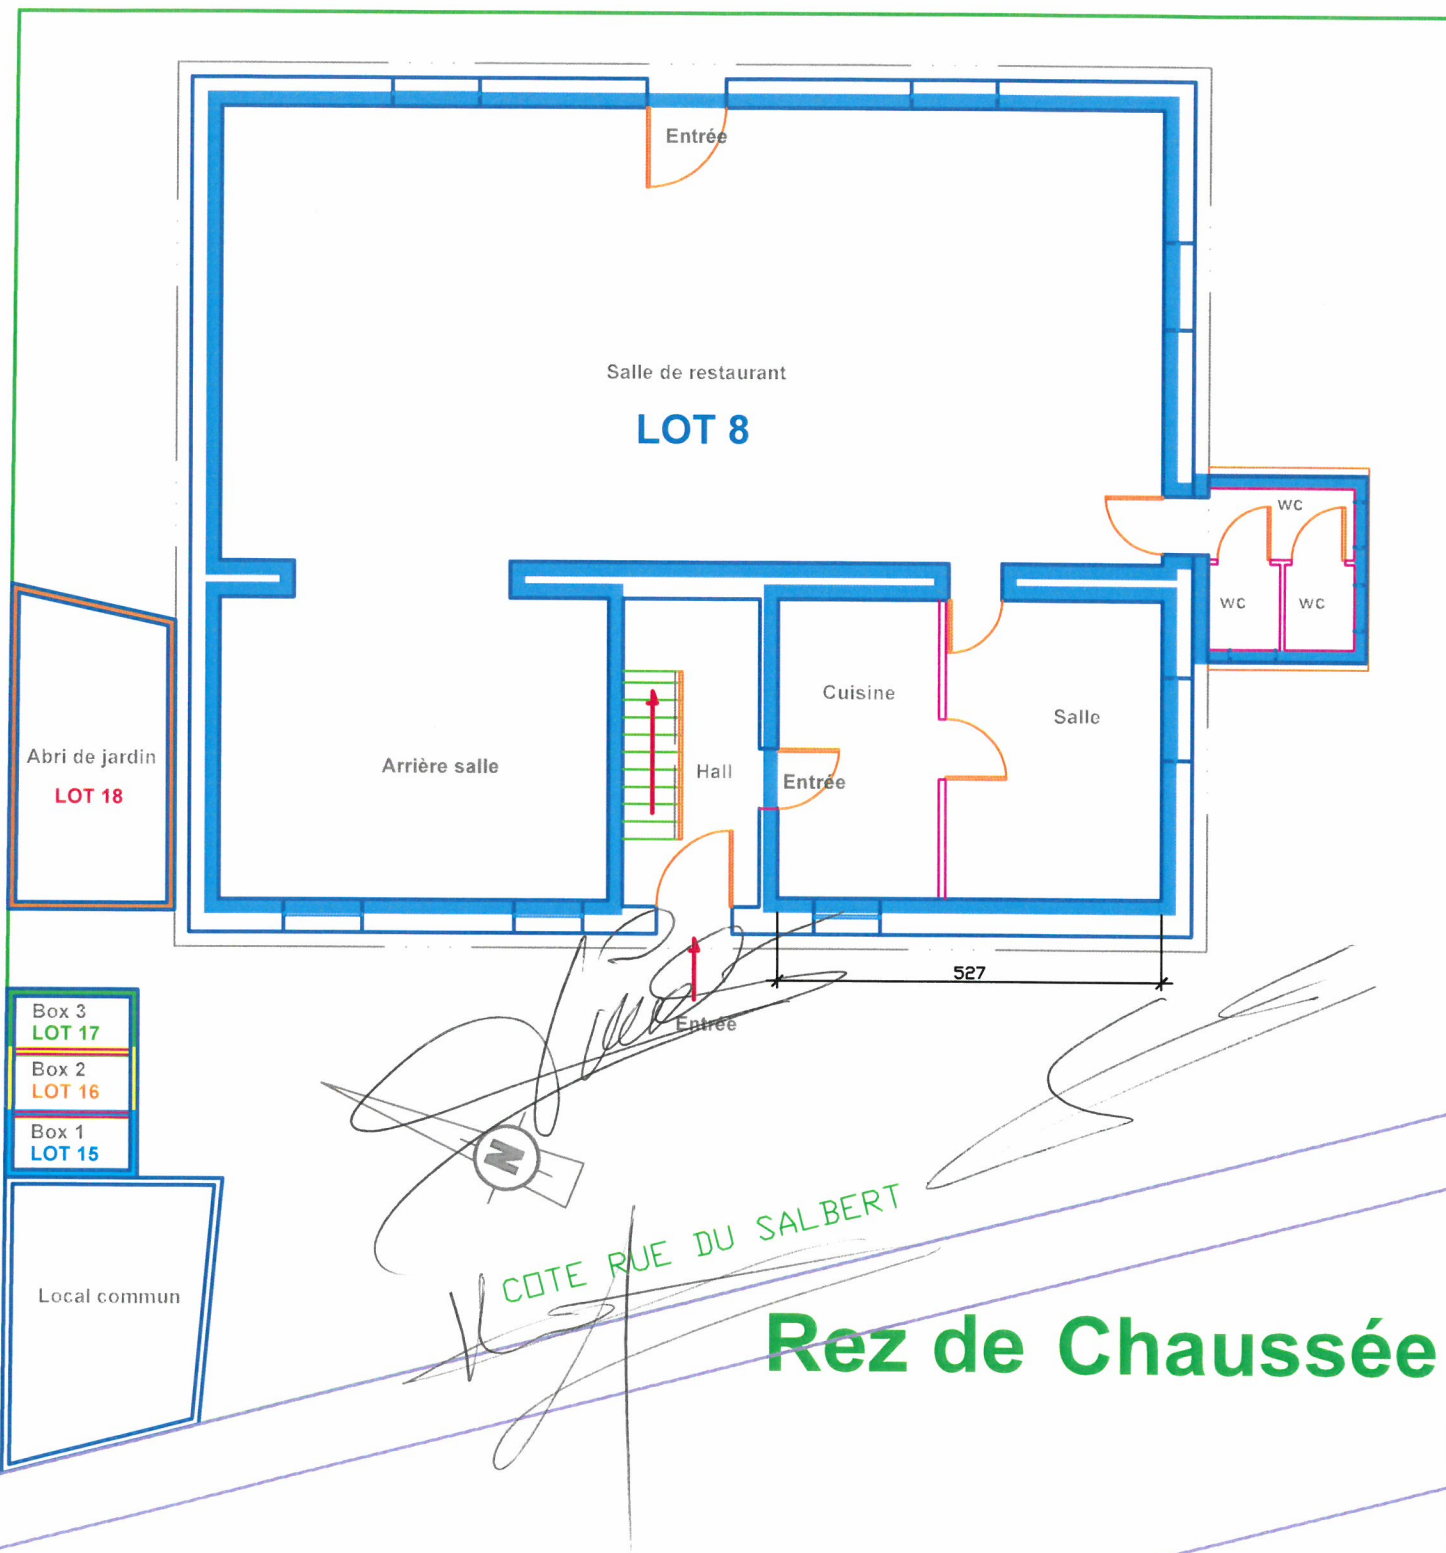 Entrée
Salle de restaurant
LOT 8
wc
wc
wc
Cuisine
Salle
Abri de jardin
LOT 18
Arrière salle
Hall
Entrée
527
Entrée
Box 3
LOT 17
Box 2
LOT 16
Box 1
LOT 15
N
COTE RUE DU SALBERT
Local commun
Rez de Chaussée